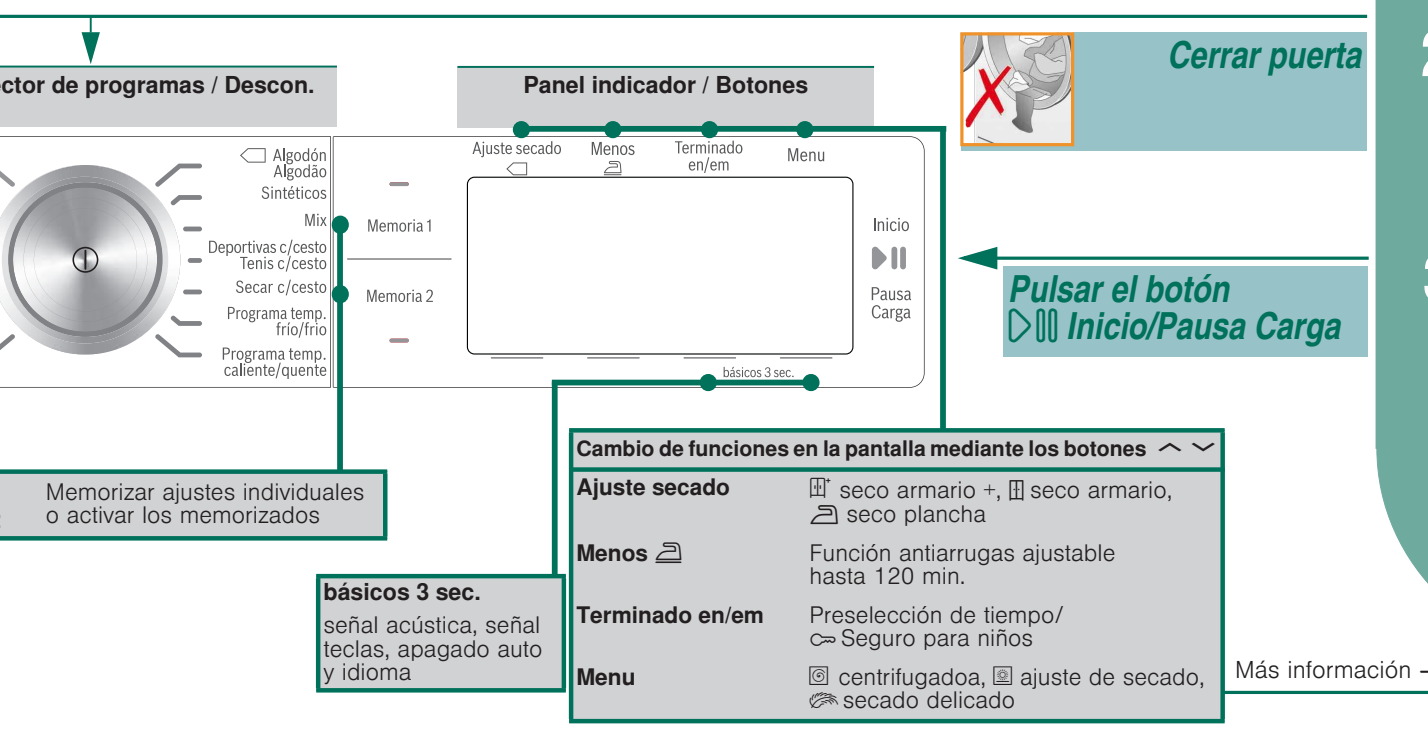 Cerrar puerta
ector de programas / Descon.
Panel indicador / Botones
Algodón
Algodão
Sintéticos
Mix
Deportivas c/cesto
Tenis c/cesto
Secar c/cesto
Programa temp.
frío/frio
Programa temp.
caliente/quente
Memoria 1
Memoria 2
Ajuste secado
Menos
Terminado
en/em
Menu
básicos 3 sec.
Inicio
Pausa
Carga
Pulsar el botón
Inicio/Pausa Carga
Memorizar ajustes individuales
o activar los memorizados
básicos 3 sec.
señal acústica, señal
teclas, apagado auto
y idioma
Cambio de funciones en la pantalla mediante los botones
Ajuste secado
seco armario +, seco armario,
seco plancha
Menos
Función antiarrugas ajustable
hasta 120 min.
Terminado en/em
Preselección de tiempo/
Seguro para niños
Menu
centrifugadoa, ajuste de secado,
secado delicado
Más información